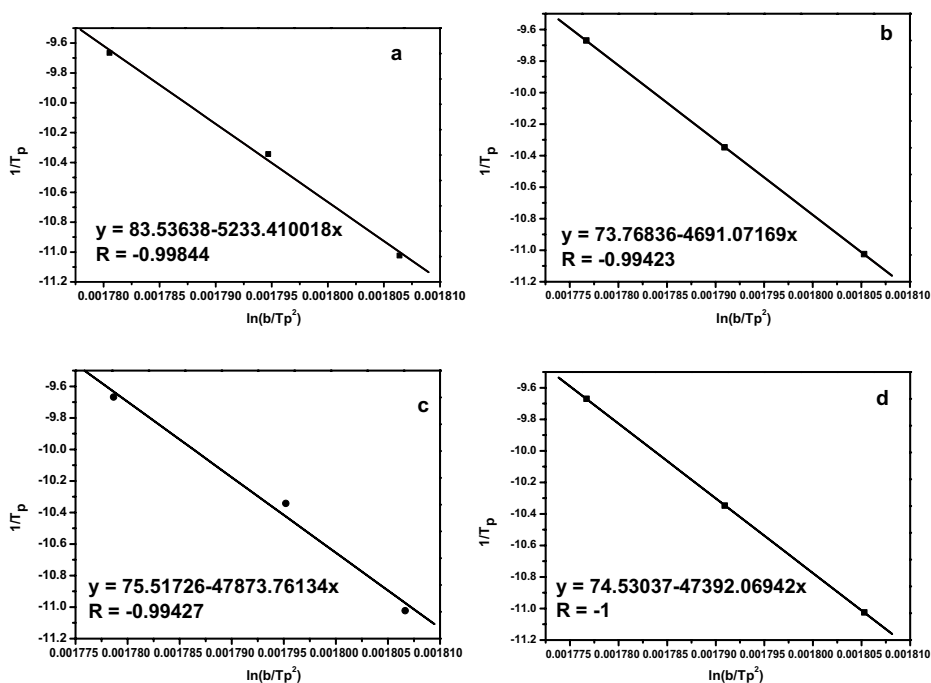 a
-9.6
-9.8
-10.0
-10.2
-10.4
-10.6
-10.8
-11.0
-11.2
1/Tp
y = 83.53638-5233.410018x
R = -0.99844
0.001780 0.001785 0.001790 0.001795 0.001800 0.001805 0.001810
ln(b/Tp²)
b
-9.6
-9.8
-10.0
-10.2
-10.4
-10.6
-10.8
-11.0
-11.2
1/Tp
y = 73.76836-4691.07169x
R = -0.99423
0.001775 0.001780 0.001785 0.001790 0.001795 0.001800 0.001805 0.001810
ln(b/Tp²)
c
-9.6
-9.8
-10.0
-10.2
-10.4
-10.6
-10.8
-11.0
-11.2
1/Tp
y = 75.51726-47873.76134x
R = -0.99427
0.001775 0.001780 0.001785 0.001790 0.001795 0.001800 0.001805 0.001810
ln(b/Tp²)
d
-9.6
-9.8
-10.0
-10.2
-10.4
-10.6
-10.8
-11.0
-11.2
1/Tp
y = 74.53037-47392.06942x
R = -1
0.001775 0.001780 0.001785 0.001790 0.001795 0.001800 0.001805 0.001810
ln(b/Tp²)